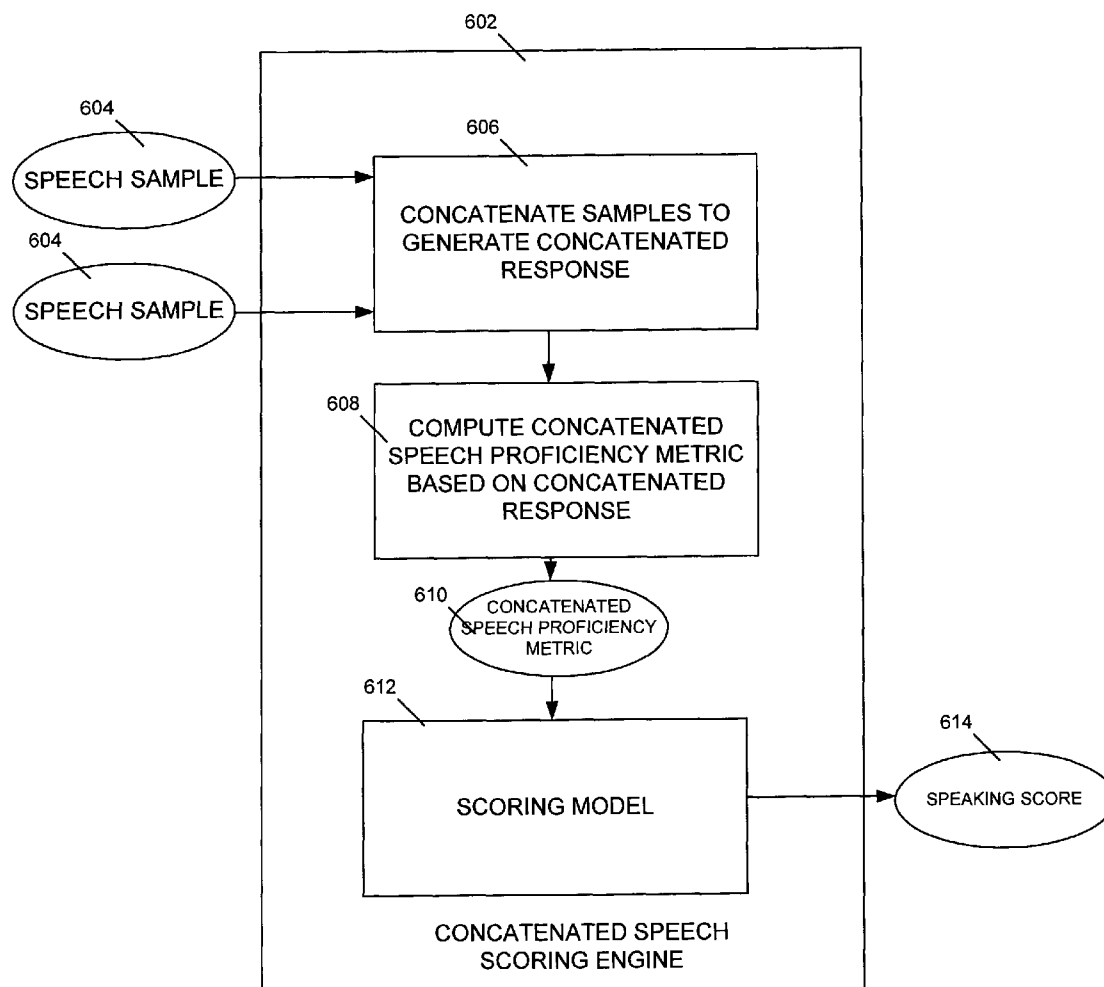 602
604
SPEECH SAMPLE
606
CONCATENATE SAMPLES TO
GENERATE CONCATENATED
RESPONSE
604
SPEECH SAMPLE
608
COMPUTE CONCATENATED
SPEECH PROFICIENCY METRIC
BASED ON CONCATENATED
RESPONSE
610
CONCATENATED
SPEECH PROFICIENCY
METRIC
612
SCORING MODEL
614
SPEAKING SCORE
CONCATENATED SPEECH
SCORING ENGINE